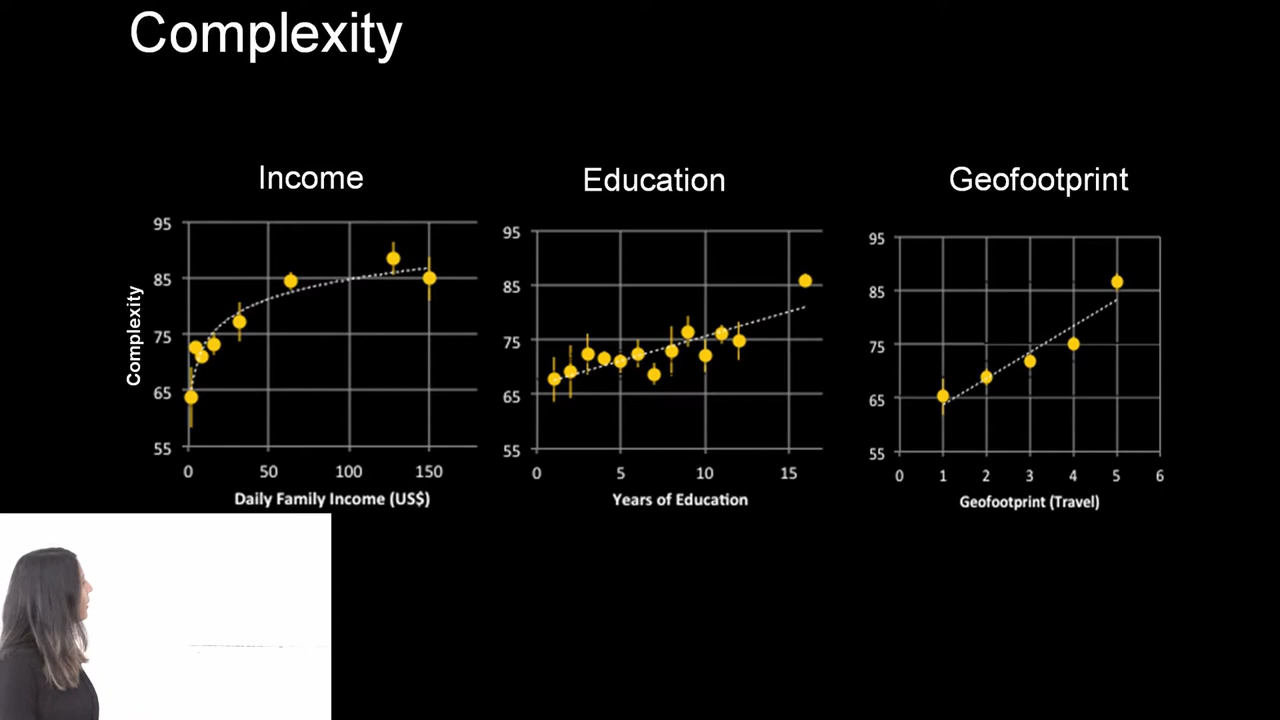 Complexity
Income
Education
Geofootprint
95
85
75
65
55
Complexity
0 50 100 150
Daily Family Income (US$)
95
85
75
65
55
0 5 10 15
Years of Education
95
85
75
65
55
0 1 2 3 4 5 6
Geofootprint (Travel)